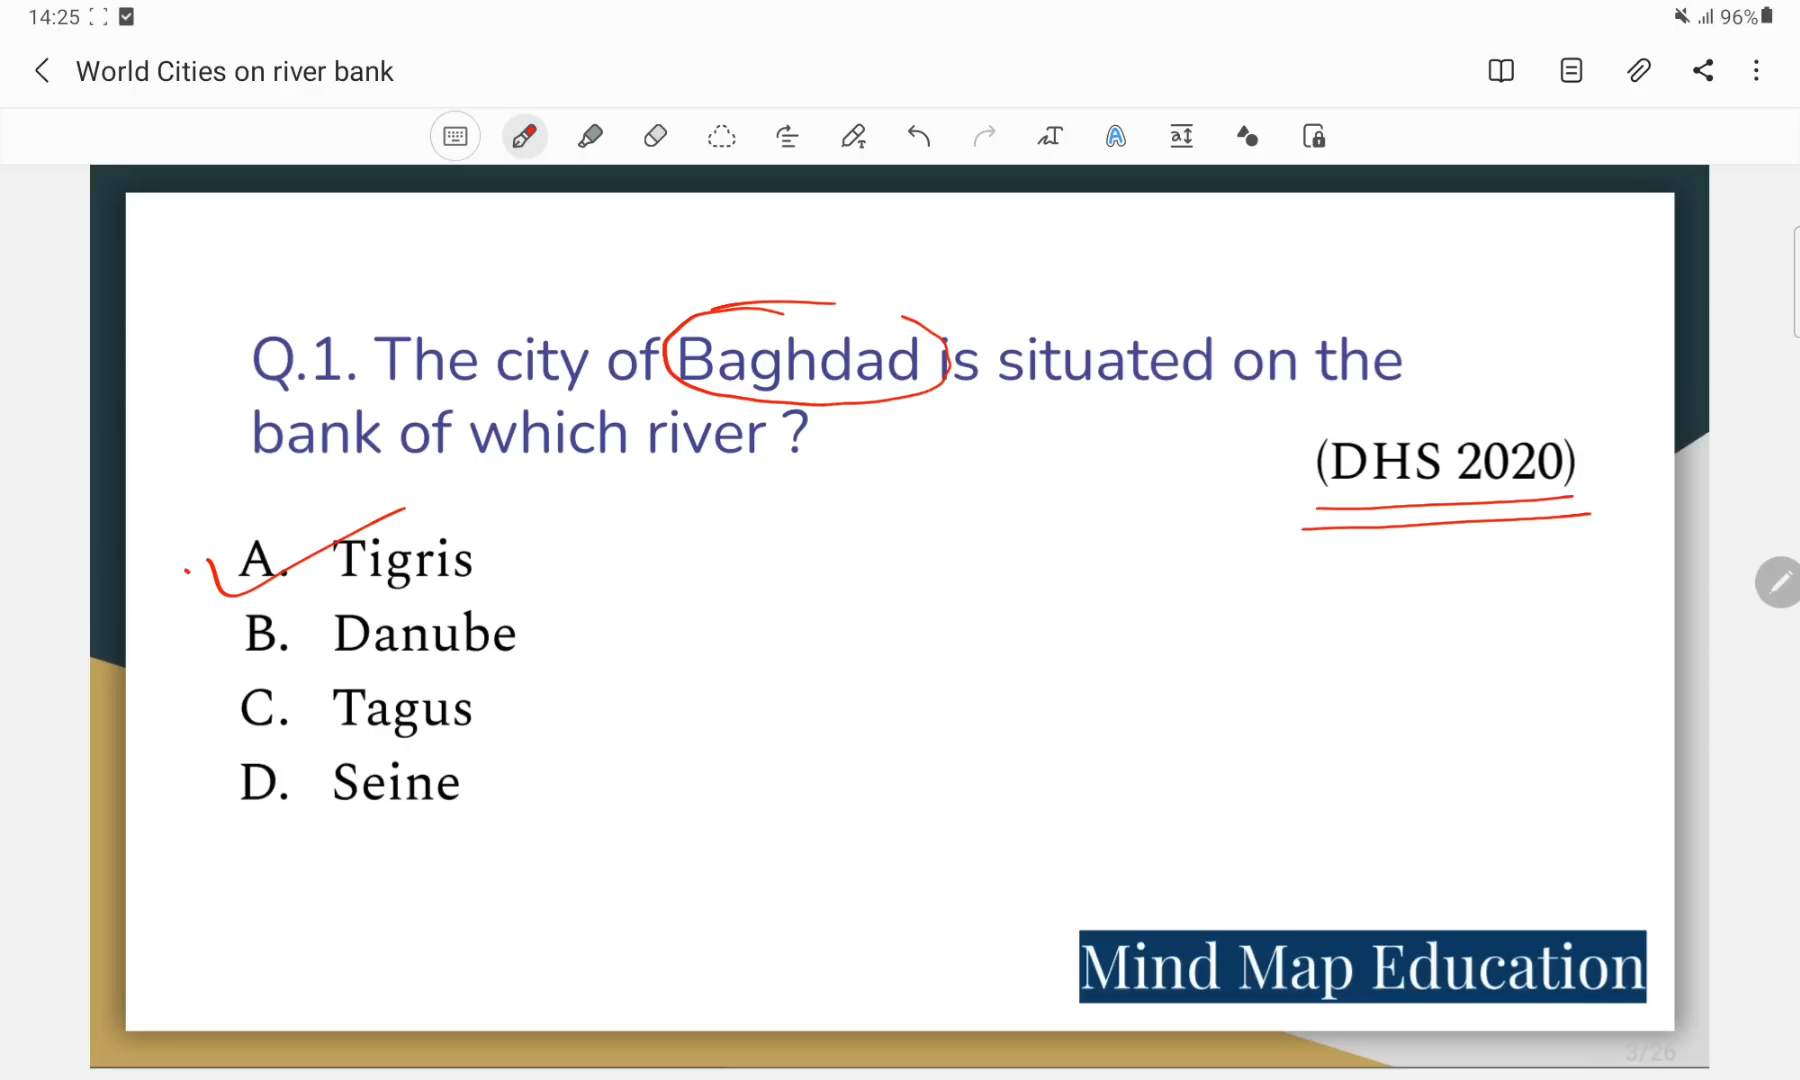 14:25
96%
World Cities on river bank
Q.1. The city of Baghdad is situated on the
bank of which river ?
(DHS 2020)
A. Tigris
B. Danube
C. Tagus
D. Seine
Mind Map Education
3/26